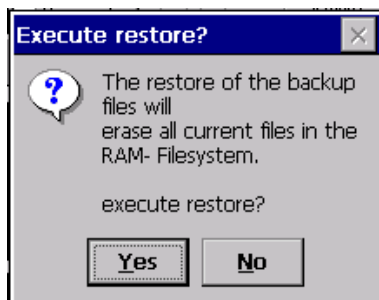 Execute restore?
The restore of the backup
files will
erase all current files in the
RAM- Filesystem.
execute restore?
Yes
No